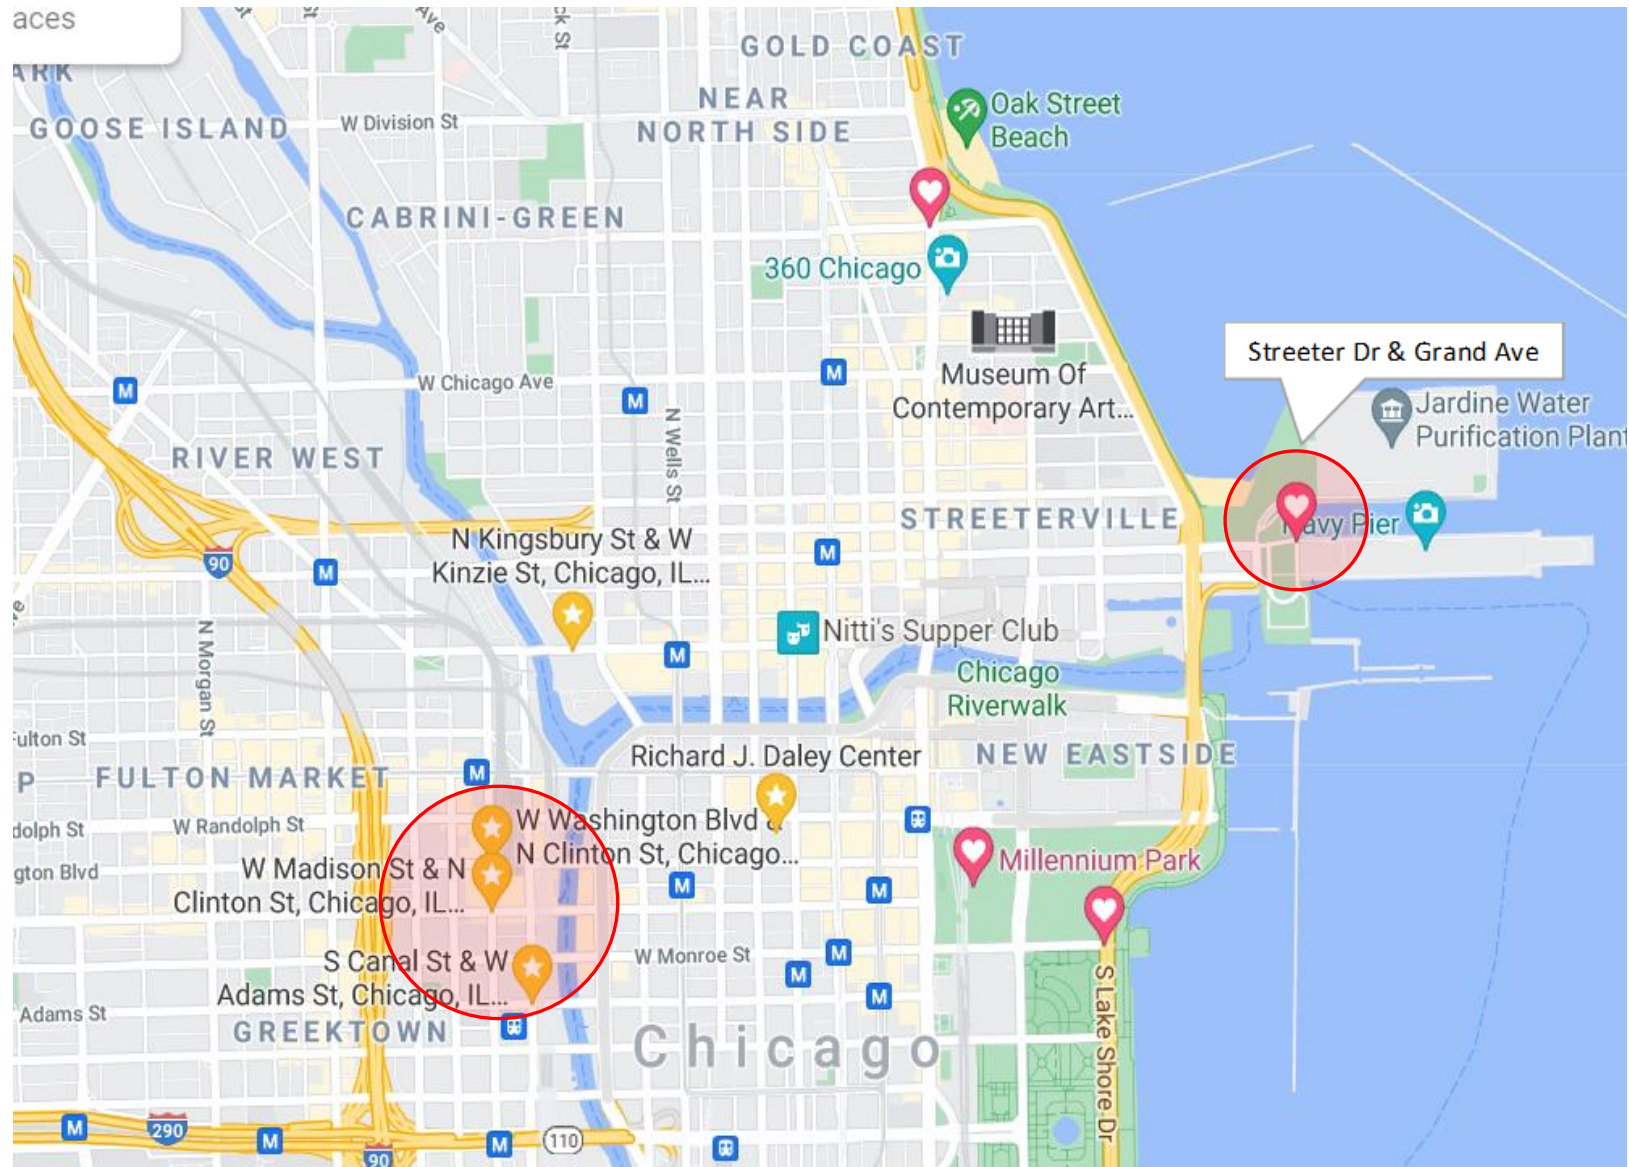 aces
Ave
ck St
St
St
GOLD COAST
ARK
NEAR
NORTH SIDE
Oak Street
Beach
GOOSE ISLAND
W Division St
CABRINI-GREEN
360 Chicago
Museum Of
Contemporary Art...
Streeter Dr & Grand Ave
W Chicago Ave
M
M
M
N Wells St
Jardine Water
Purification Plant
RIVER WEST
STREETERVILLE
Navy Pier
N Kingsbury St & W
Kinzie St, Chicago, IL...
90
M
M
N Morgan St
Nitti's Supper Club
M
Chicago
Riverwalk
Fulton St
P
FULTON MARKET
M
Richard J. Daley Center
NEW EASTSIDE
dolph St
W Randolph St
W Washington Blvd &
N Clinton St, Chicago...
gton Blvd
W Madison St & N
Clinton St, Chicago, IL...
M
M
Millennium Park
S Canal St & W
Adams St, Chicago, IL...
W Monroe St
M
M
M
S Lake Shore Dr
Adams St
GREEKTOWN
Chicago
M
290
M
90
M
110